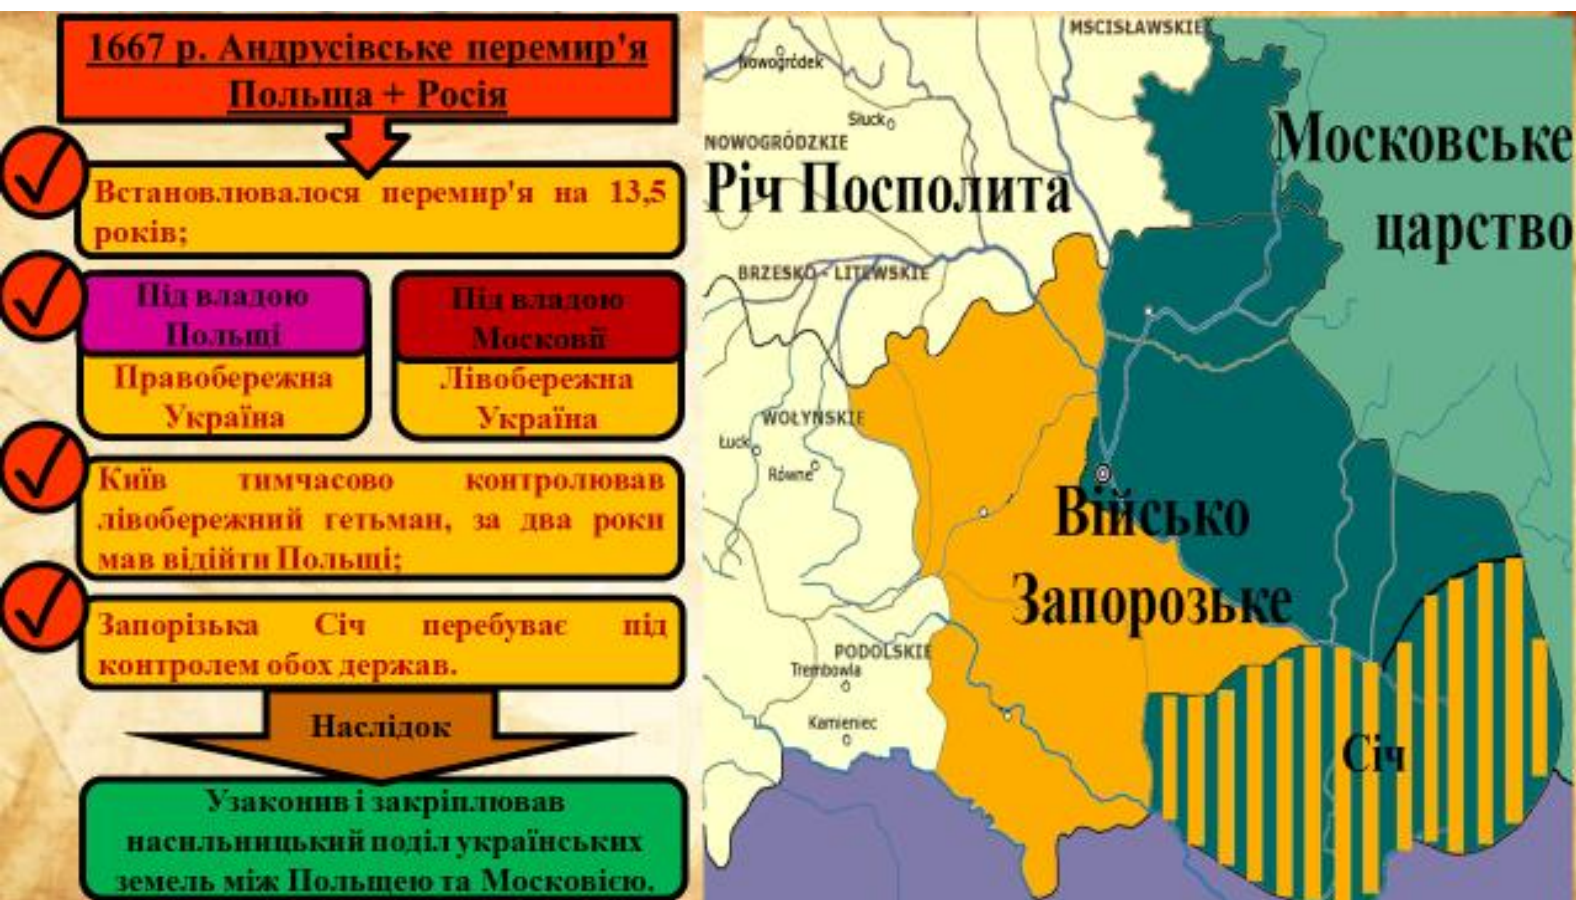 1667 р. Андрусівське перемир'я
Польща + Росія
Встановлювалося перемир'я на 13,5
років;
Під владою
Польщі
Правобережна
Україна
Під владою
Московії
Лівобережна
Україна
Київ тимчасово контролював
лівобережний гетьман, за два роки
мав відійти Польщі;
Запорізька Січ перебуває під
контролем обох держав.
Наслідок
Узаконив і закріплював
насильницький поділ українських
земель між Польщею та Московією.
MSCISŁAWSKIE
Nowogródek
Słuck
NOWOGRÓDZKIE
Річ Посполита
Московське
царство
BRZESKO - LITEWSKIE
WOŁYNSKIE
Łuck
Równe
Військо
Запорозьке
PODOLSKIE
Trembowla
Kamieniec
Січ